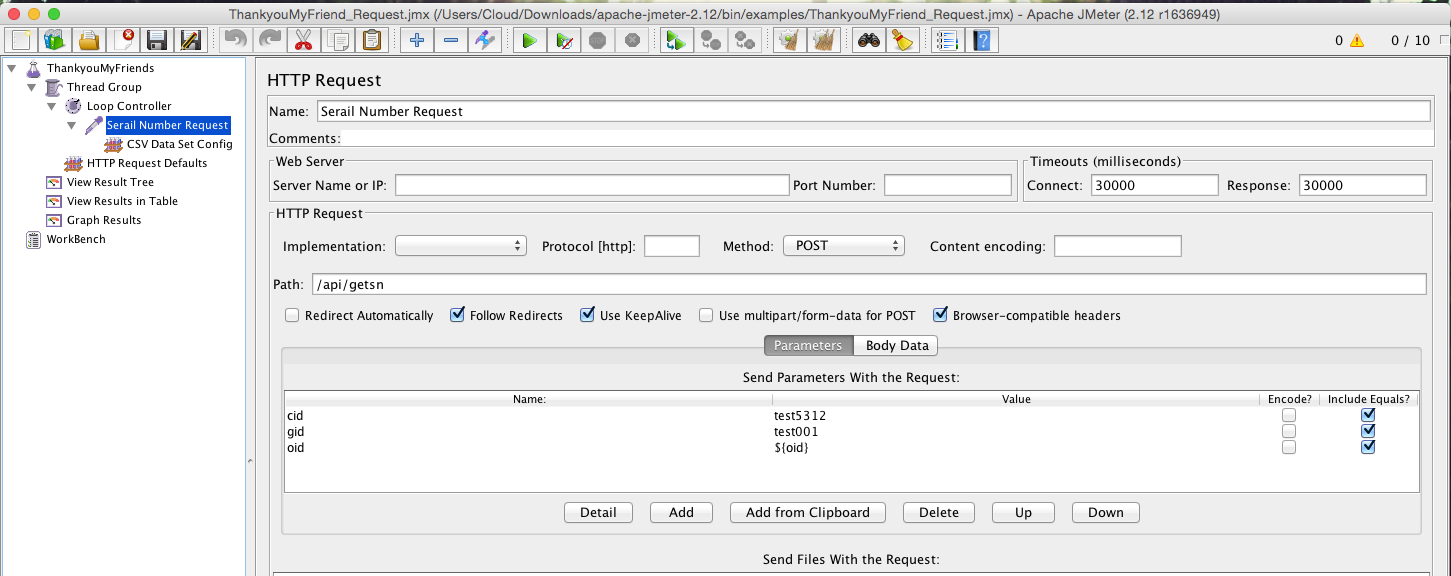 ThankyouMyFriend_Request.jmx (/Users/Cloud/Downloads/apache-jmeter-2.12/bin/examples/ThankyouMyFriend_Request.jmx) - Apache JMeter (2.12 r1636949)
0 0 / 10
ThankyouMyFriends
Thread Group
Loop Controller
Serail Number Request
CSV Data Set Config
HTTP Request Defaults
View Result Tree
View Results in Table
Graph Results
WorkBench
HTTP Request
Name: Serail Number Request
Comments:
Web Server
Server Name or IP: Port Number:
Timeouts (milliseconds)
Connect: 30000 Response: 30000
HTTP Request
Implementation: Protocol [http]: Method: POST Content encoding:
Path: /api/getsn
Redirect Automatically Follow Redirects Use KeepAlive Use multipart/form-data for POST Browser-compatible headers
Parameters Body Data
Send Parameters With the Request:
Name: Value Encode? Include Equals?
cid test5312
gid test001
oid ${oid}
Detail Add Add from Clipboard Delete Up Down
Send Files With the Request: